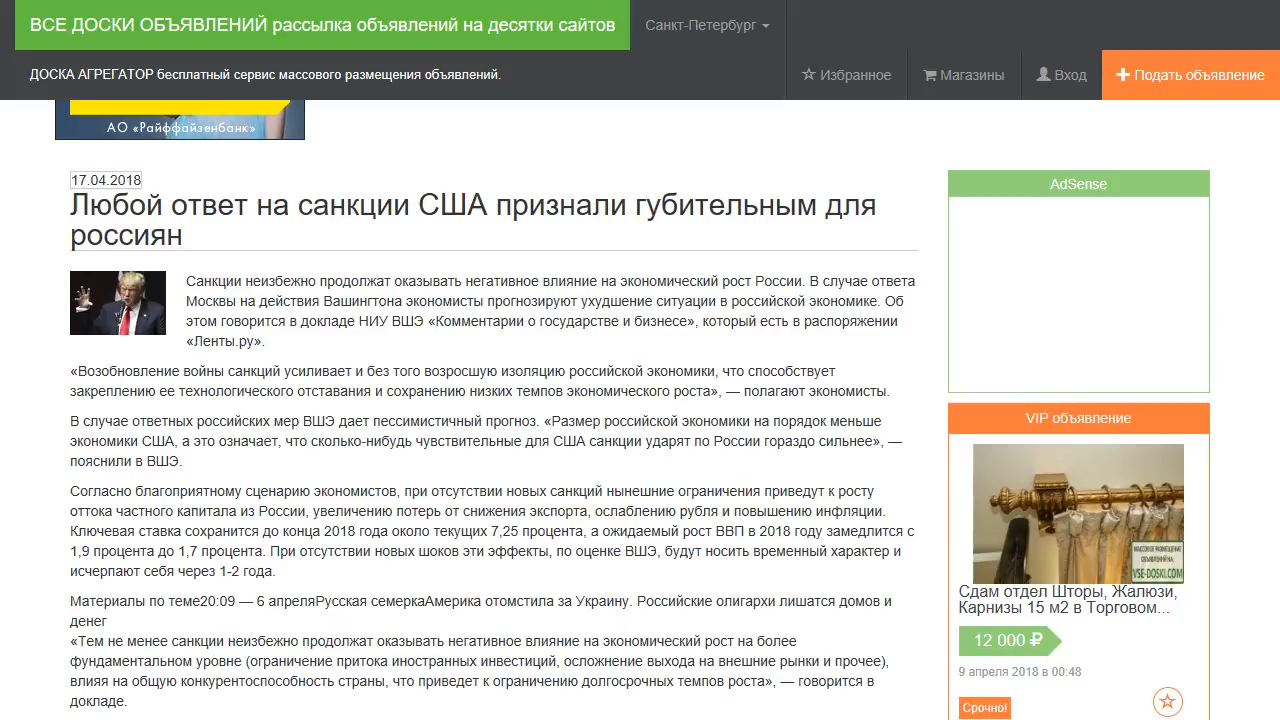 ВСЕ ДОСКИ ОБЪЯВЛЕНИЙ рассылка объявлений на десятки сайтов
Санкт-Петербург
ДОСКА АГРЕГАТОР бесплатный сервис массового размещения объявлений.
Избранное
Магазины
Вход
Подать объявление
АО «Райффайзенбанк»
17.04.2018
Любой ответ на санкции США признали губительным для
россиян
Санкции неизбежно продолжат оказывать негативное влияние на экономический рост России. В случае ответа
Москвы на действия Вашингтона экономисты прогнозируют ухудшение ситуации в российской экономике. Об
этом говорится в докладе НИУ ВШЭ «Комментарии о государстве и бизнесе», который есть в распоряжении
«Ленты.ру».
«Возобновление войны санкций усиливает и без того возросшую изоляцию российской экономики, что способствует
закреплению ее технологического отставания и сохранению низких темпов экономического роста», — полагают экономисты.
В случае ответных российских мер ВШЭ дает пессимистичный прогноз. «Размер российской экономики на порядок меньше
экономики США, а это означает, что сколько-нибудь чувствительные для США санкции ударят по России гораздо сильнее», —
пояснили в ВШЭ.
Согласно благоприятному сценарию экономистов, при отсутствии новых санкций нынешние ограничения приведут к росту
оттока частного капитала из России, увеличению потерь от снижения экспорта, ослаблению рубля и повышению инфляции.
Ключевая ставка сохранится до конца 2018 года около текущих 7,25 процента, а ожидаемый рост ВВП в 2018 году замедлится с
1,9 процента до 1,7 процента. При отсутствии новых шоков эти эффекты, по оценке ВШЭ, будут носить временный характер и
исчерпают себя через 1-2 года.
Материалы по теме20:09 — 6 апреляРусская семеркаАмерика отомстила за Украину. Российские олигархи лишатся домов и
денег
«Тем не менее санкции неизбежно продолжат оказывать негативное влияние на экономический рост на более
фундаментальном уровне (ограничение притока иностранных инвестиций, осложнение выхода на внешние рынки и прочее),
влияя на общую конкурентоспособность страны, что приведет к ограничению долгосрочных темпов роста», — говорится в
докладе.
AdSense
VIP объявление
МАССОВОЕ РАЗМЕЩЕНИЕ
ОБЪЯВЛЕНИЙ НА
VSE-DOSKI.COM
Сдам отдел Шторы, Жалюзи,
Карнизы 15 м2 в Торговом...
12 000 ₽
9 апреля 2018 в 00:48
Срочно!